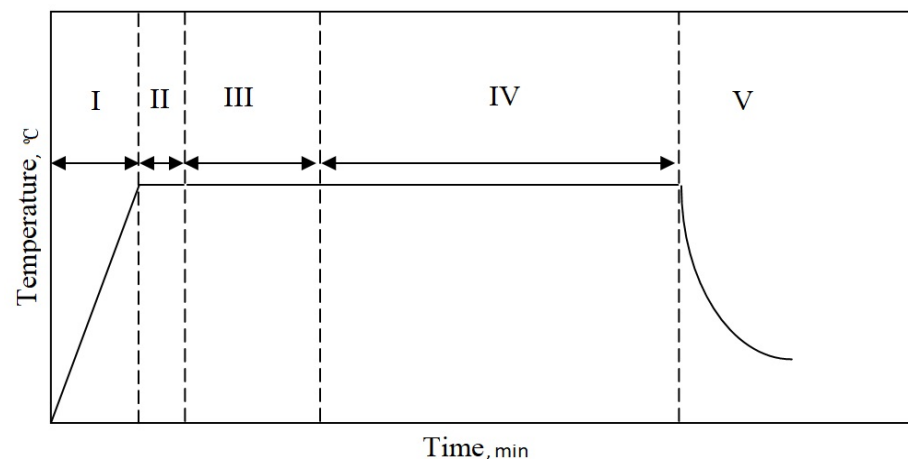 I II III IV V
Temperature, ℃
Time, min